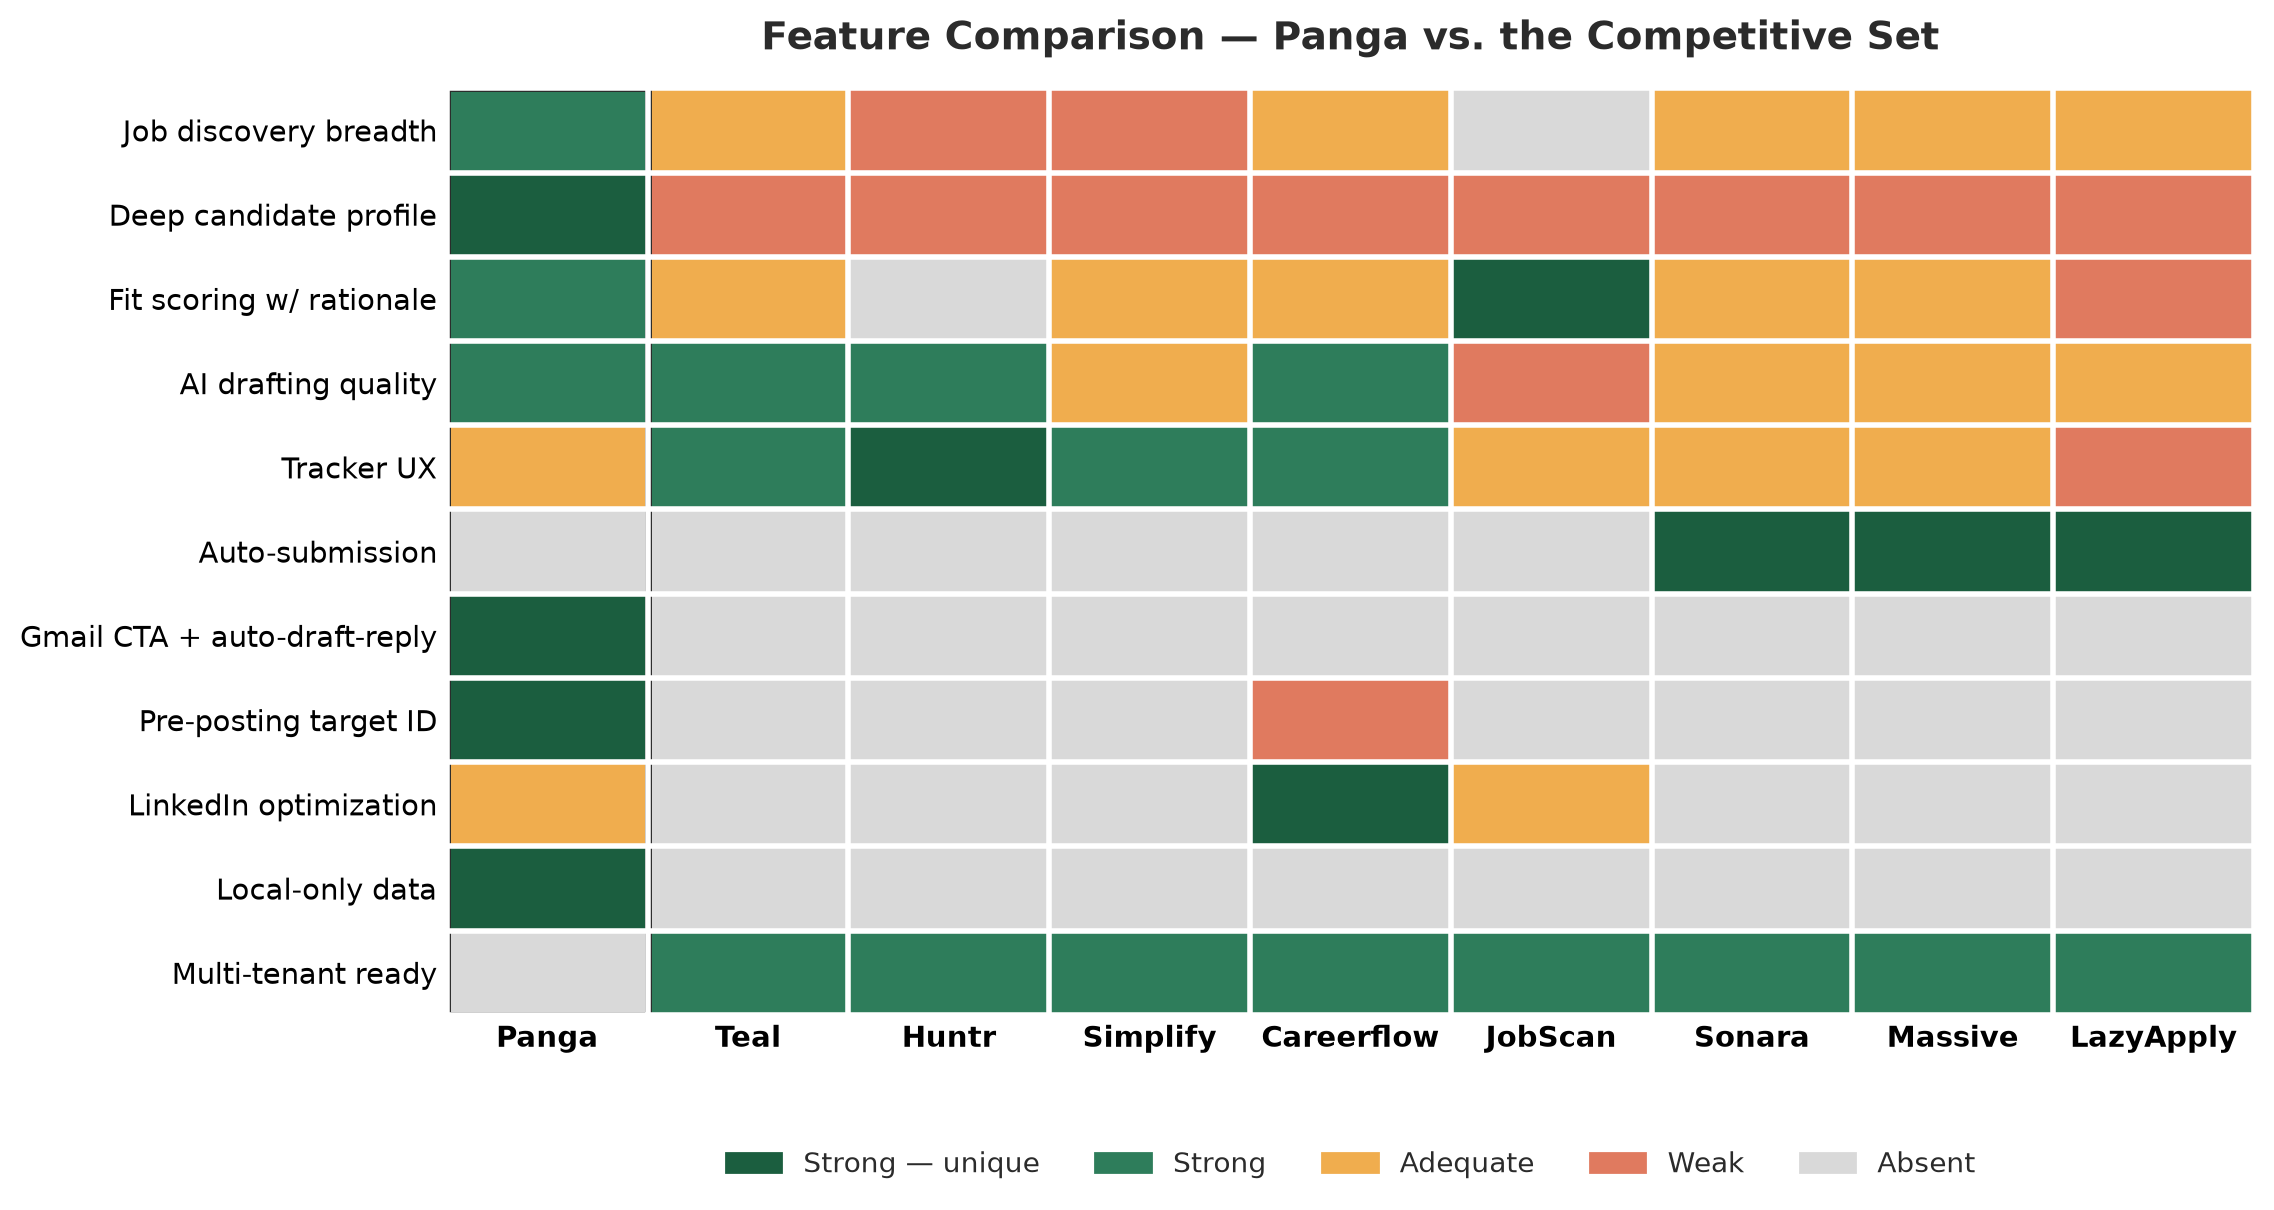 Feature Comparison — Panga vs. the Competitive Set
Job discovery breadth
Deep candidate profile
Fit scoring w/ rationale
AI drafting quality
Tracker UX
Auto-submission
Gmail CTA + auto-draft-reply
Pre-posting target ID
LinkedIn optimization
Local-only data
Multi-tenant ready
Panga Teal Huntr Simplify Careerflow JobScan Sonara Massive LazyApply
Strong — unique Strong Adequate Weak Absent